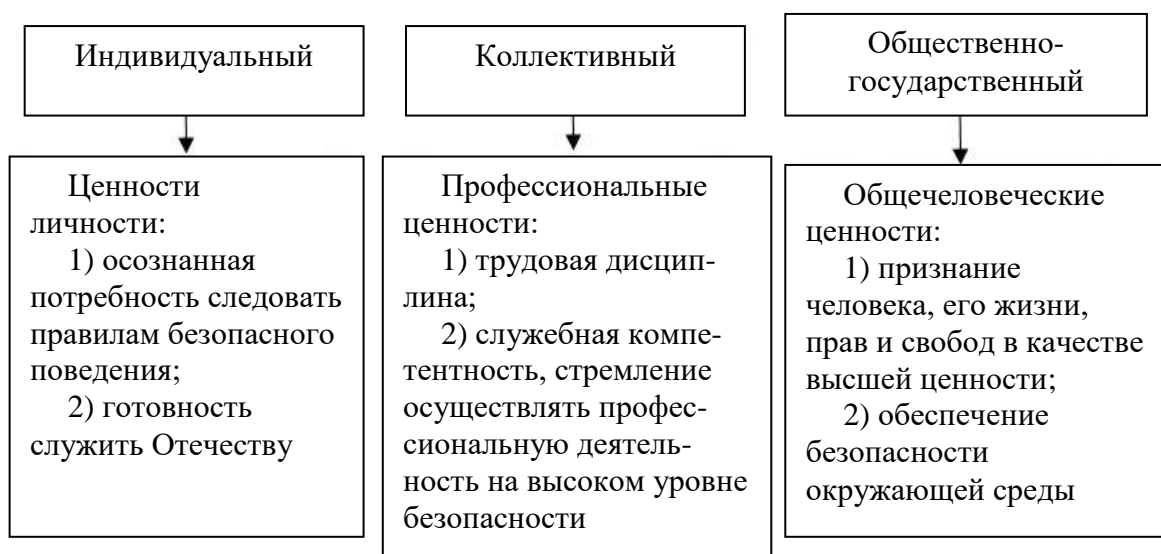 Индивидуальный
Коллективный
Общественно-
государственный
Ценности
личности:
1) осознанная
потребность следовать
правилам безопасного
поведения;
2) готовность
служить Отечеству
Профессиональные
ценности:
1) трудовая дисцип-
лина;
2) служебная компе-
тентность, стремление
осуществлять профес-
сиональную деятель-
ность на высоком уровне
безопасности
Общечеловеческие
ценности:
1) признание
человека, его жизни,
прав и свобод в качестве
высшей ценности;
2) обеспечение
безопасности
окружающей среды